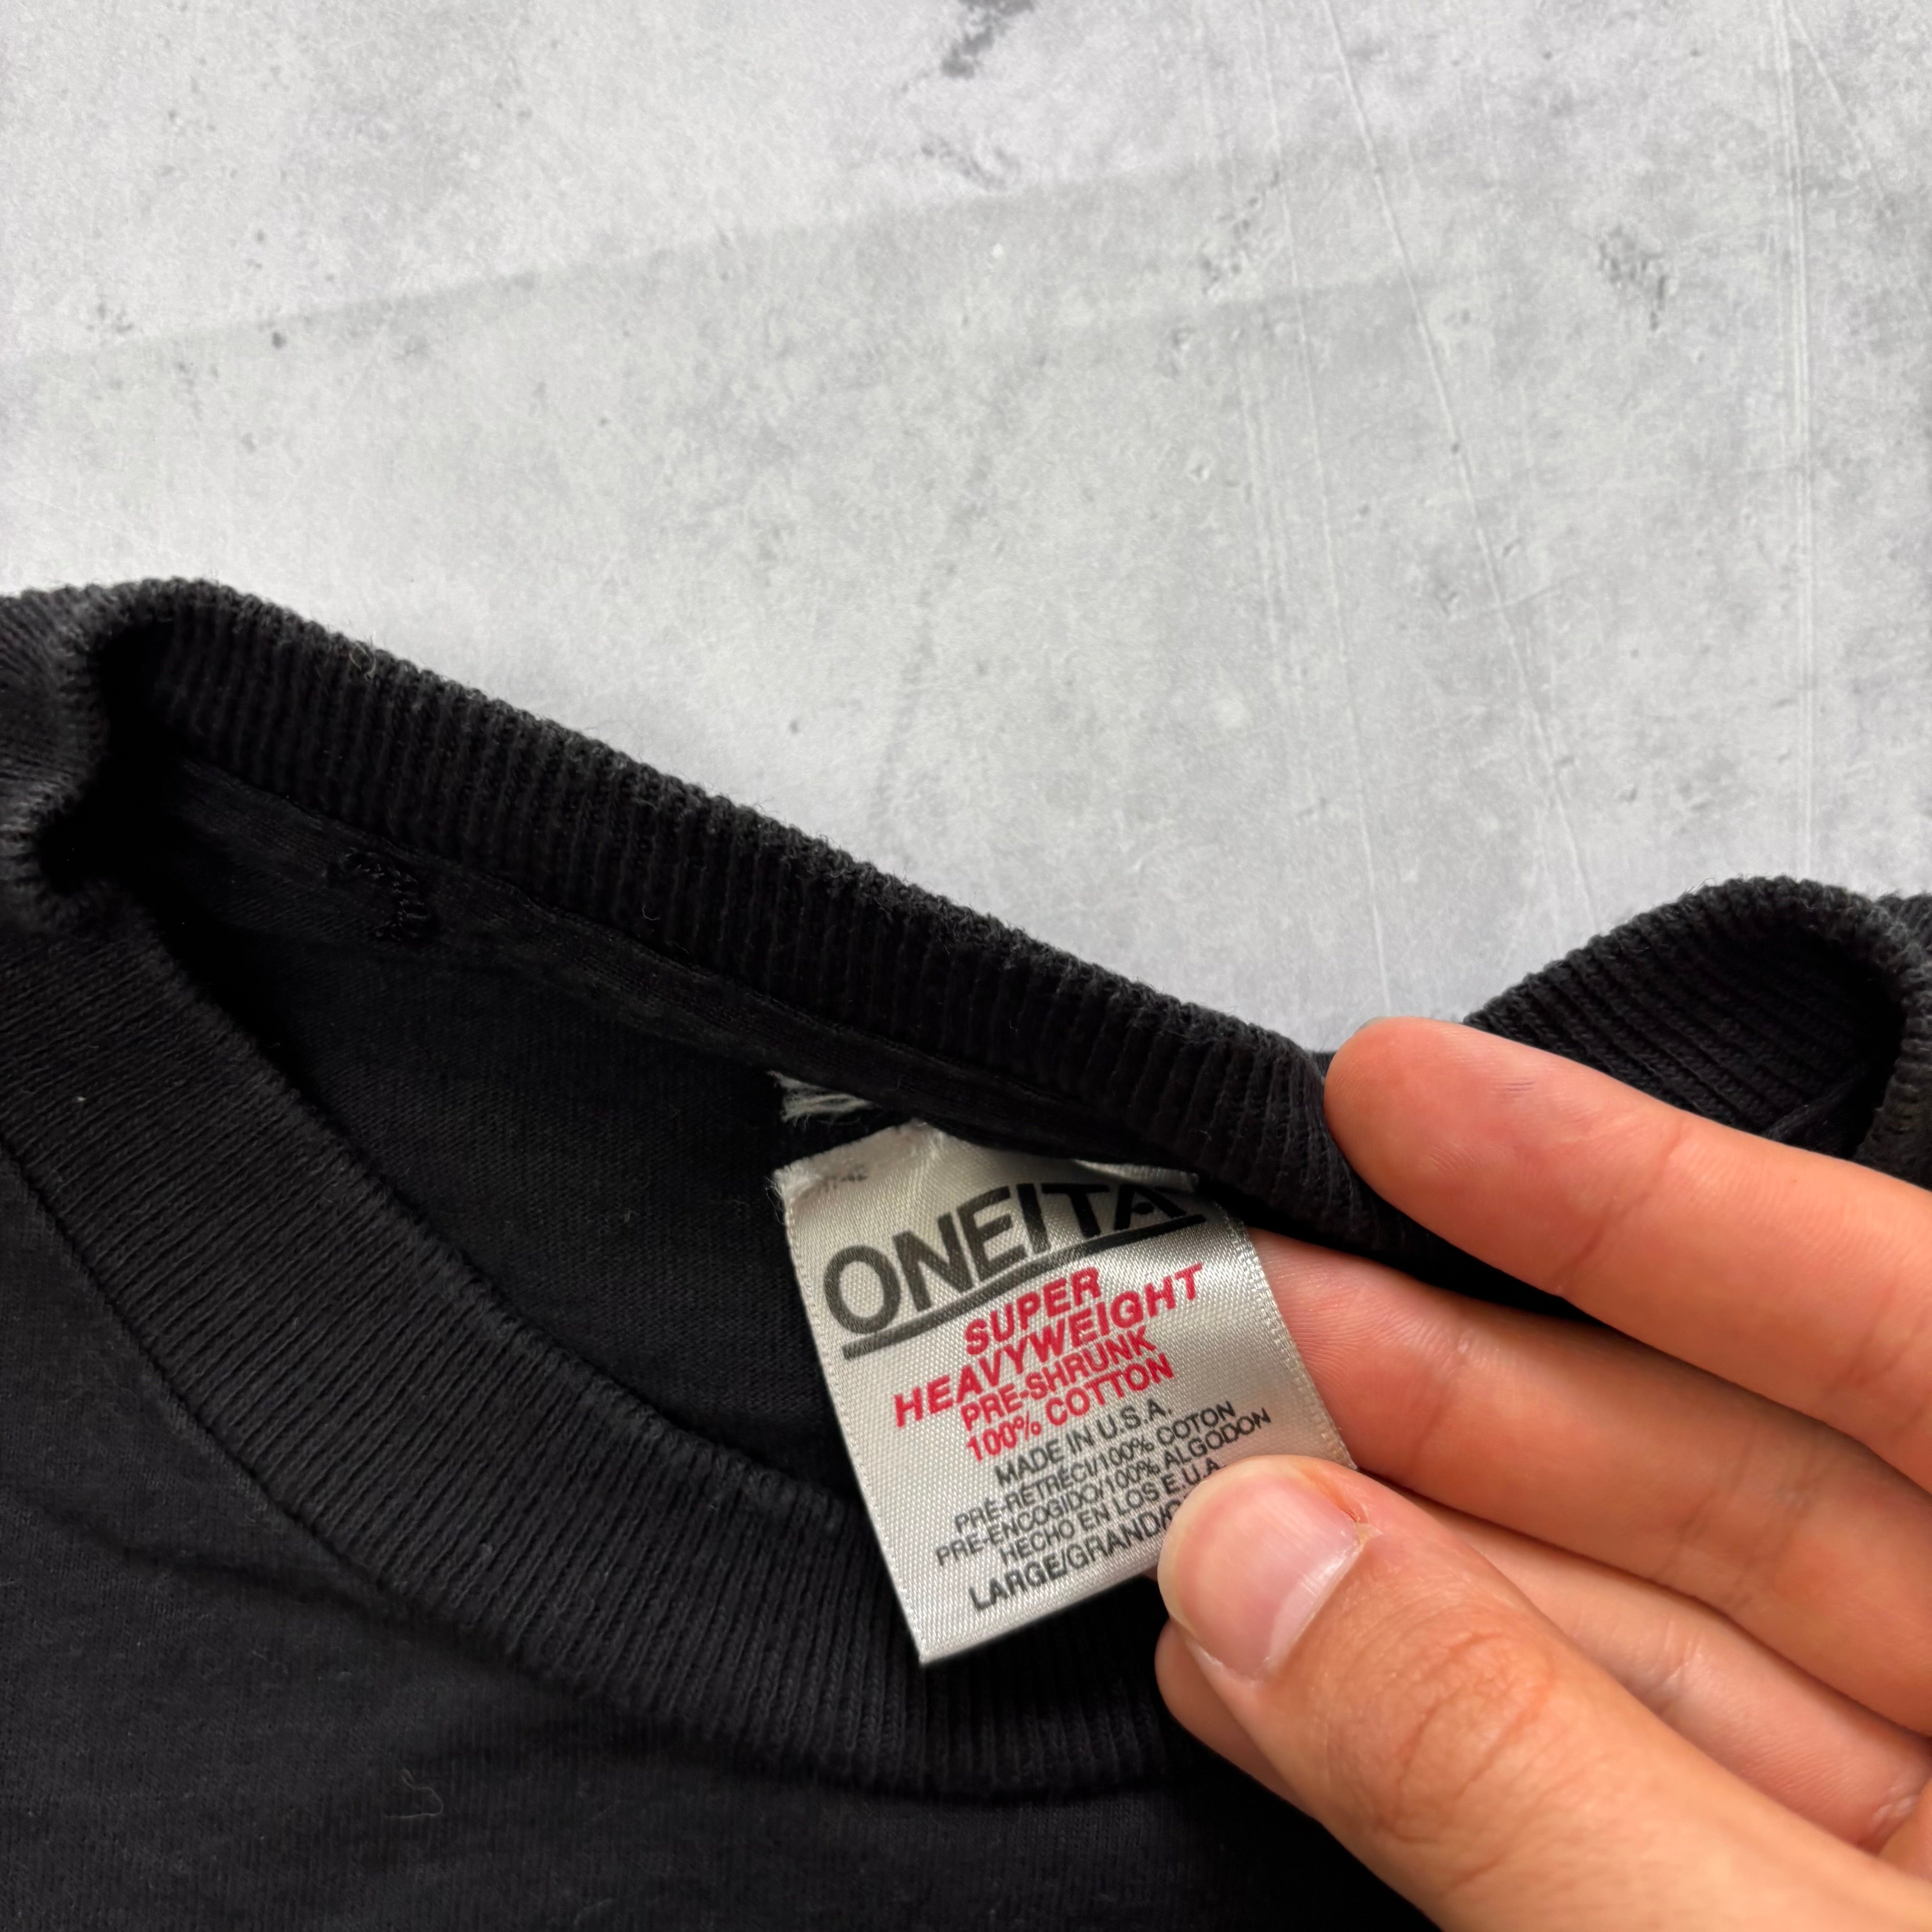 ONEITA
SUPER
HEAVYWEIGHT
PRE-SHRUNK
100% COTTON
MADE IN U.S.A.
PRÉ-RÉTRÉCI/100% COTON
PRE-ENCOGIDO/100% ALGODON
HECHO EN LOS E.U.A.
LARGE/GRAND/